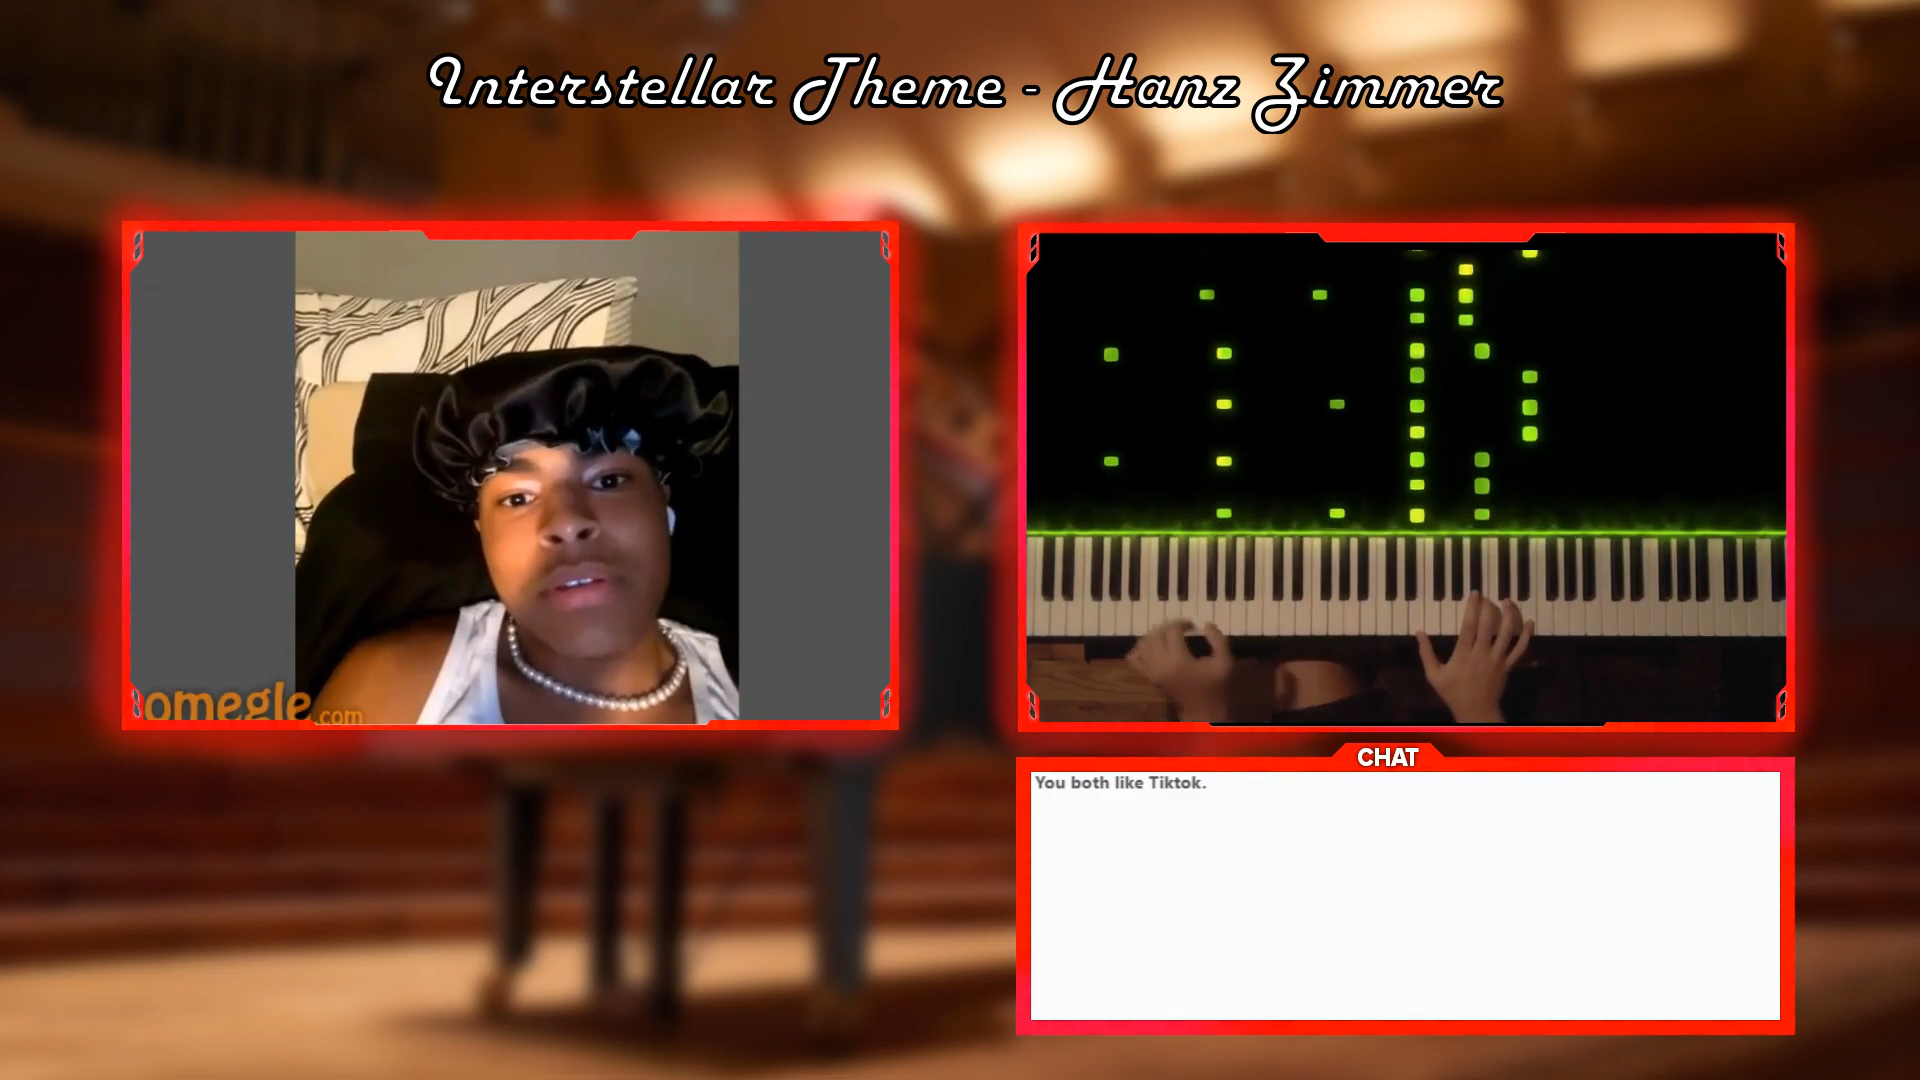 Interstellar Theme - Hanz Zimmer
omegle.com
CHAT
You both like Tiktok.